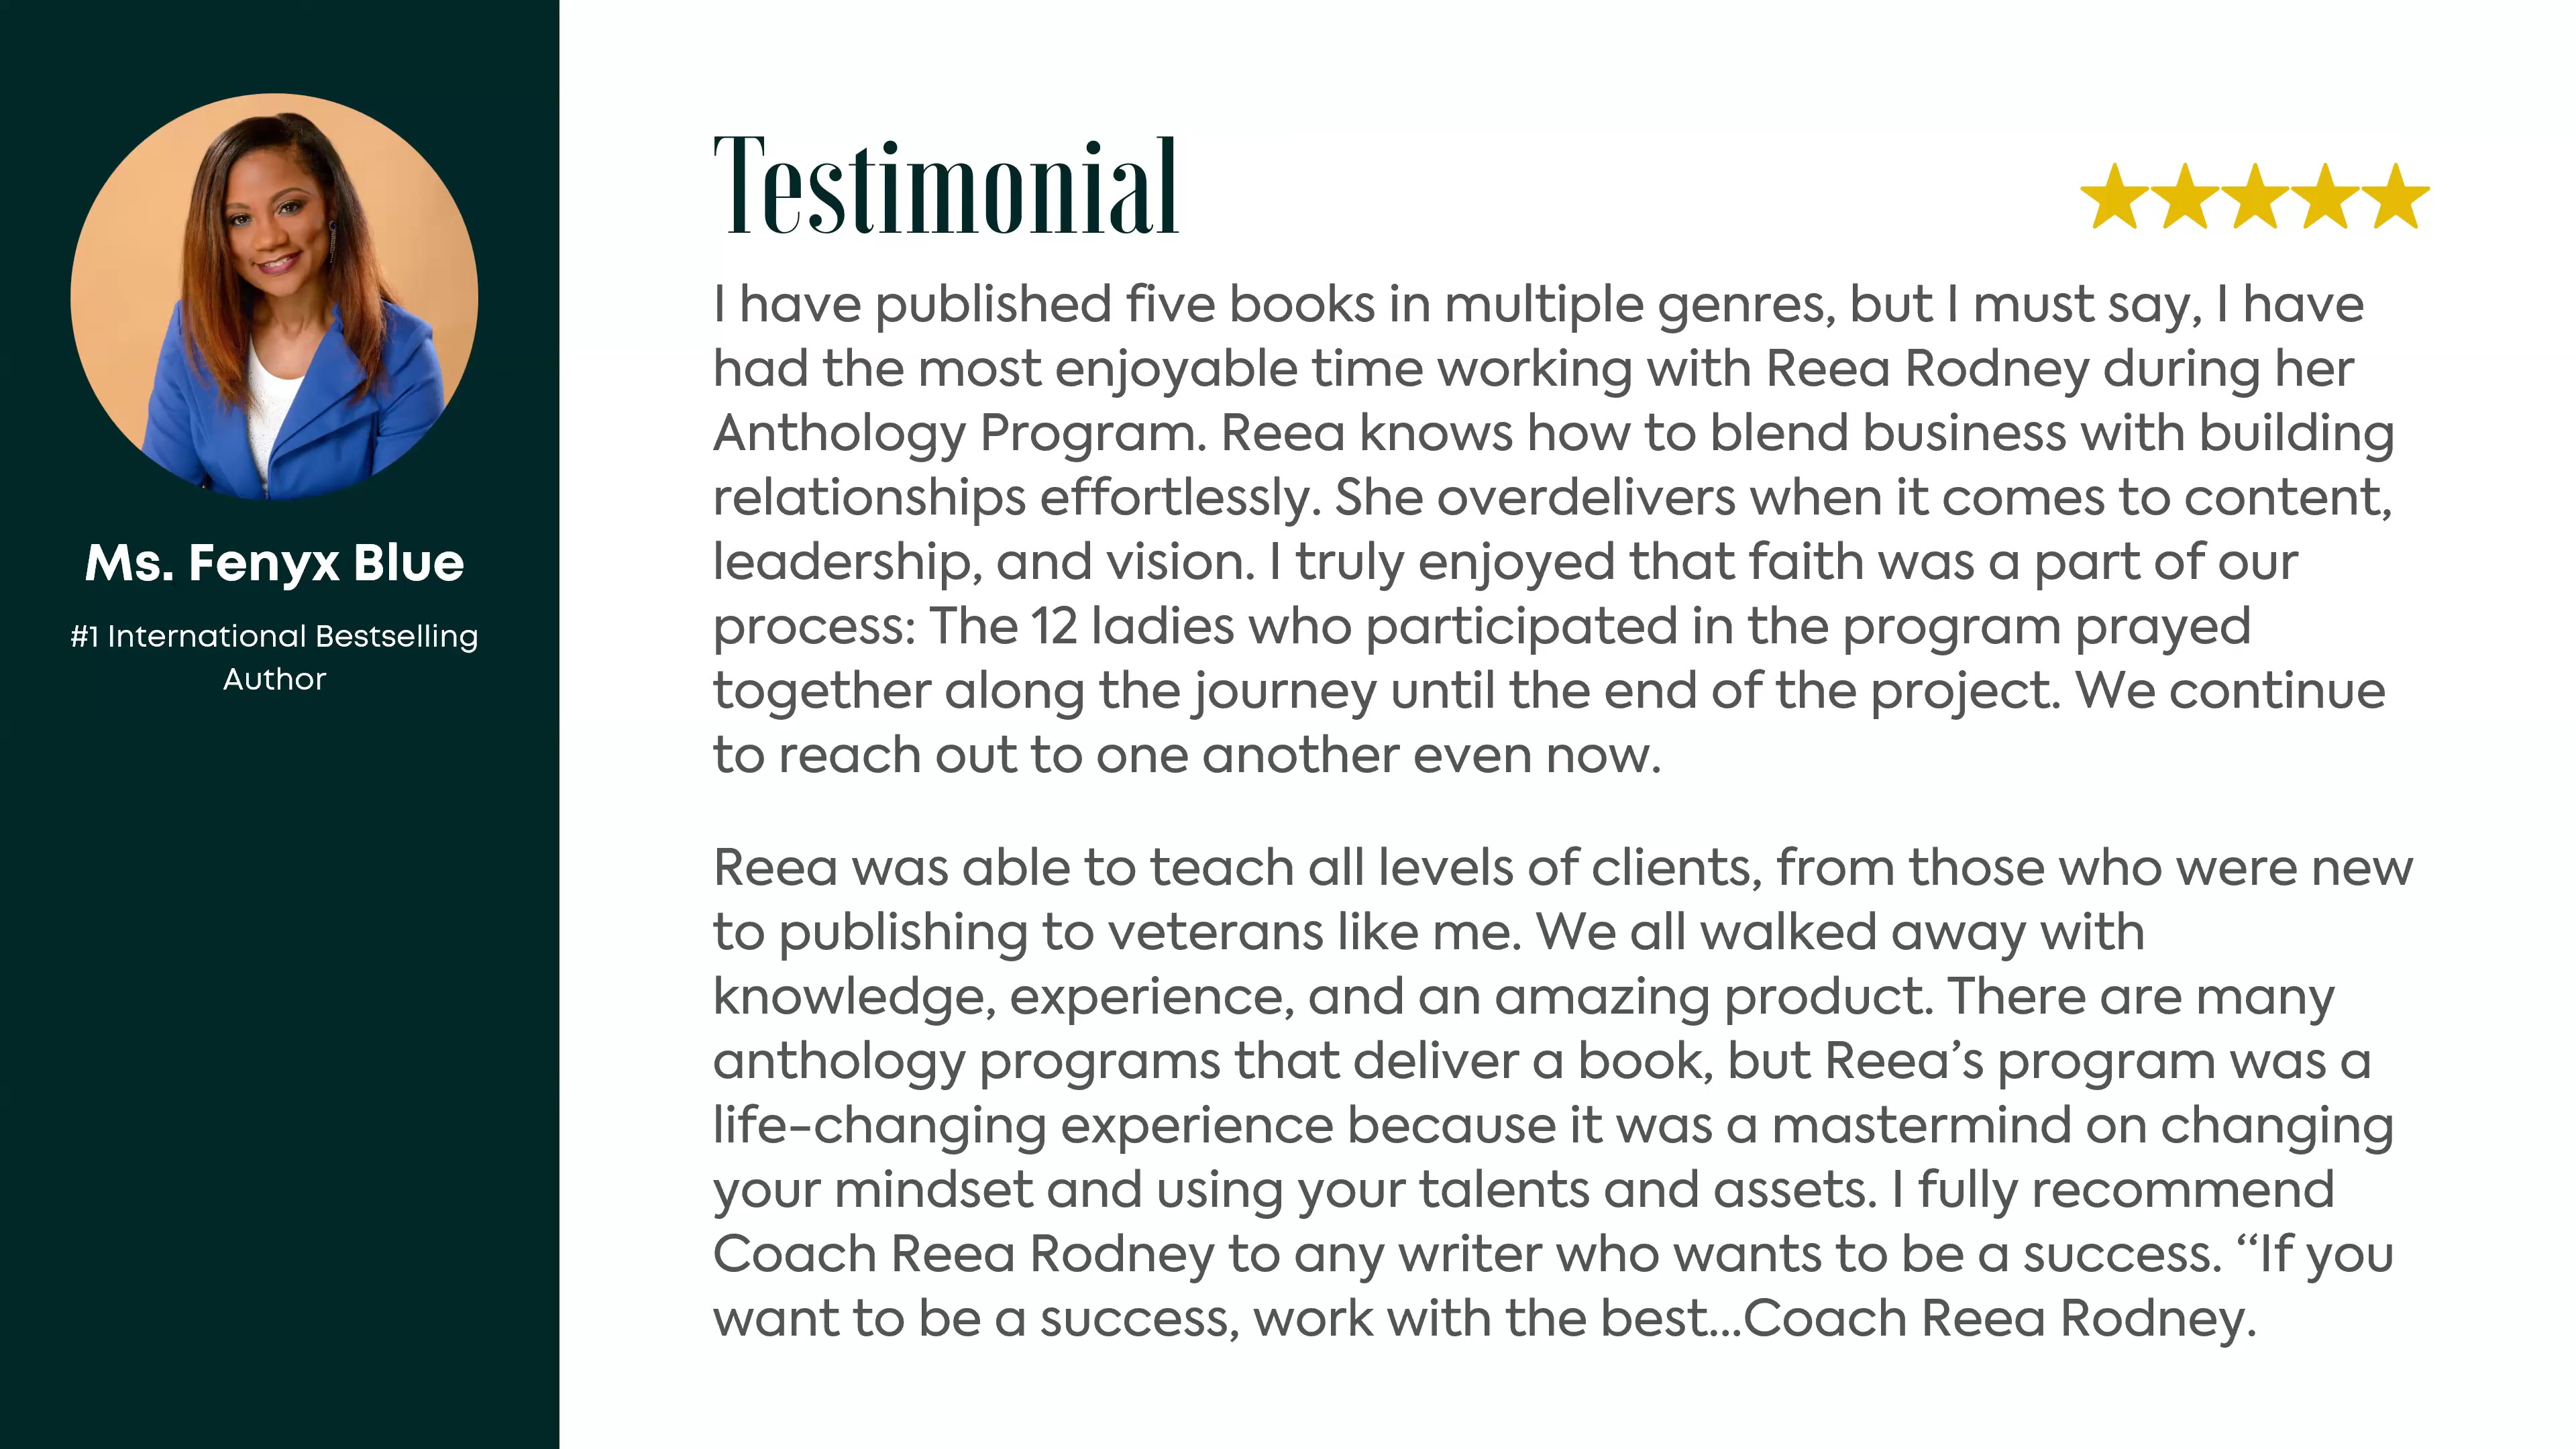 Ms. Fenyx Blue
#1 International Bestselling
Author
Testimonial
I have published five books in multiple genres, but I must say, I have
had the most enjoyable time working with Reea Rodney during her
Anthology Program. Reea knows how to blend business with building
relationships effortlessly. She overdelivers when it comes to content,
leadership, and vision. I truly enjoyed that faith was a part of our
process: The 12 ladies who participated in the program prayed
together along the journey until the end of the project. We continue
to reach out to one another even now.
Reea was able to teach all levels of clients, from those who were new
to publishing to veterans like me. We all walked away with
knowledge, experience, and an amazing product. There are many
anthology programs that deliver a book, but Reea’s program was a
life-changing experience because it was a mastermind on changing
your mindset and using your talents and assets. I fully recommend
Coach Reea Rodney to any writer who wants to be a success. “If you
want to be a success, work with the best...Coach Reea Rodney.